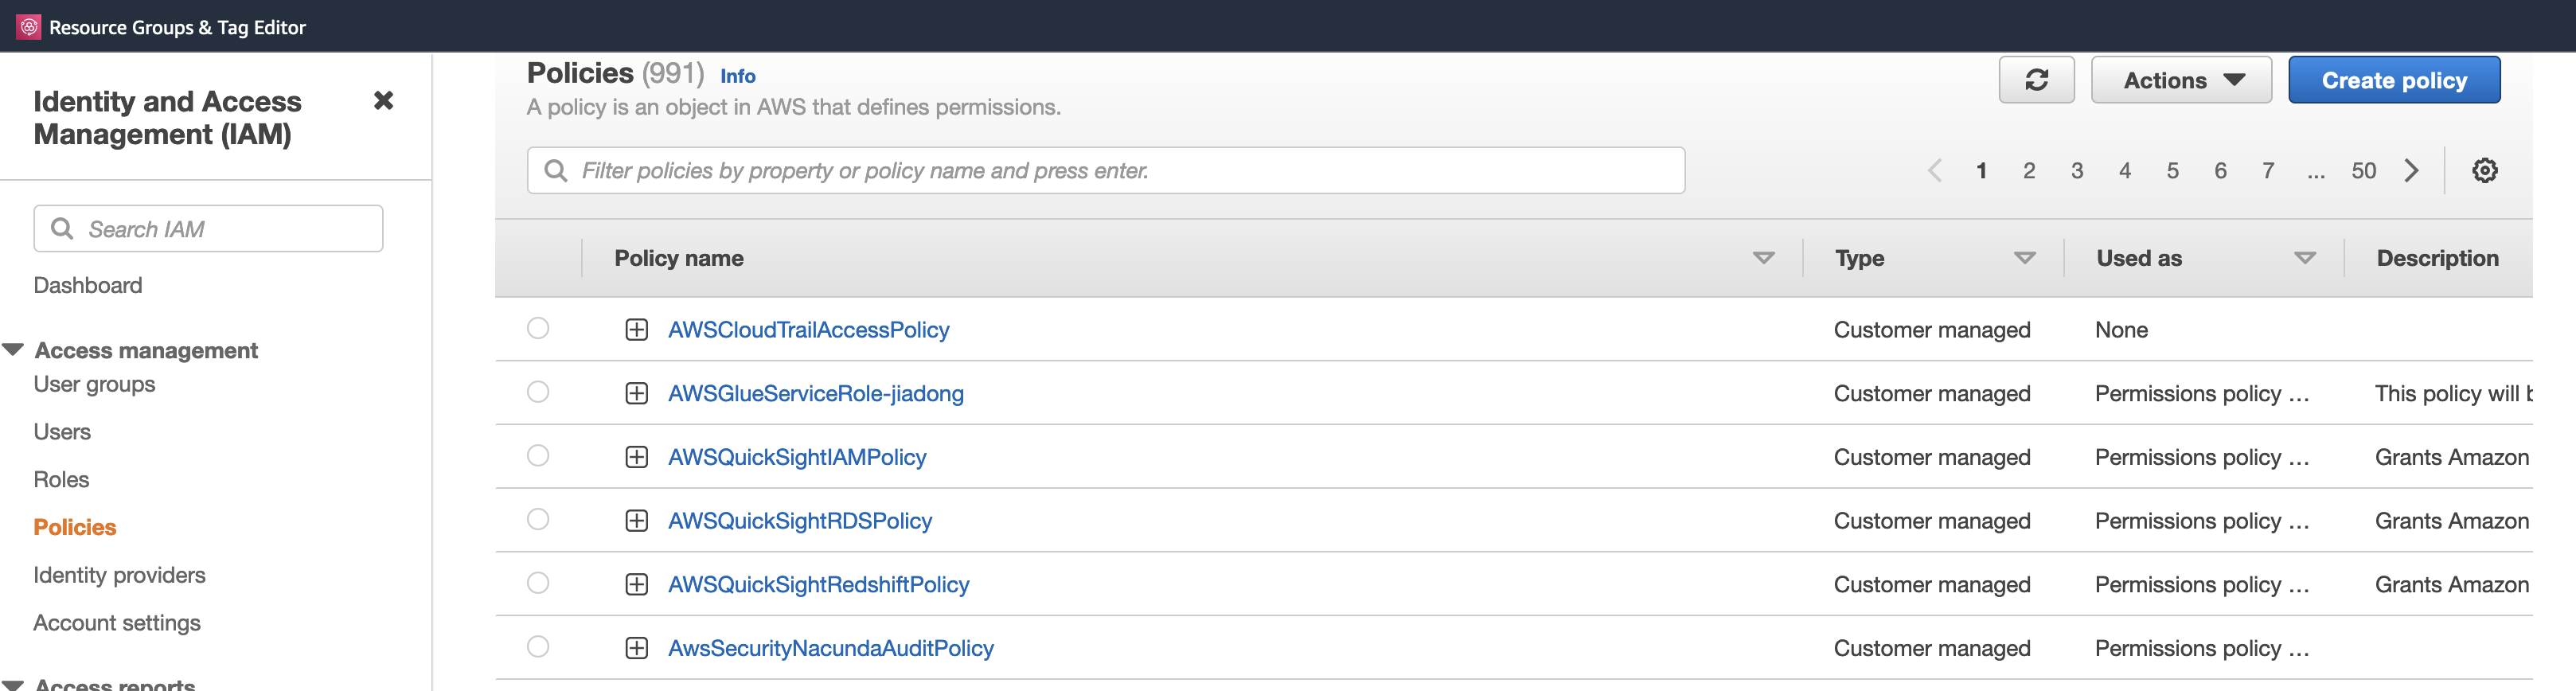 Resource Groups & Tag Editor
Identity and Access
Management (IAM)
Search IAM
Dashboard
Access management
User groups
Users
Roles
Policies
Identity providers
Account settings
Access reports
Policies (991) Info
A policy is an object in AWS that defines permissions.
Actions
Create policy
Filter policies by property or policy name and press enter.
1 2 3 4 5 6 7 ... 50
Policy name Type Used as Description
AWSCloudTrailAccessPolicy Customer managed None
AWSGlueServiceRole-jiadong Customer managed Permissions policy ... This policy will
AWSQuickSightIAMPolicy Customer managed Permissions policy ... Grants Amazon
AWSQuickSightRDSPolicy Customer managed Permissions policy ... Grants Amazon
AWSQuickSightRedshiftPolicy Customer managed Permissions policy ... Grants Amazon
AwsSecurityNacundaAuditPolicy Customer managed Permissions policy ...